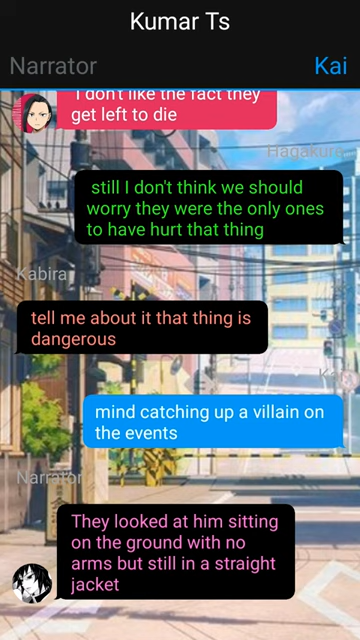 Kumar Ts
Narrator
Kai
I don't like the fact they
get left to die
Hagakure
still I don't think we should
worry they were the only ones
to have hurt that thing
Kabira
tell me about it that thing is
dangerous
mind catching up a villain on
the events
Narrator
They looked at him sitting
on the ground with no
arms but still in a straight
jacket